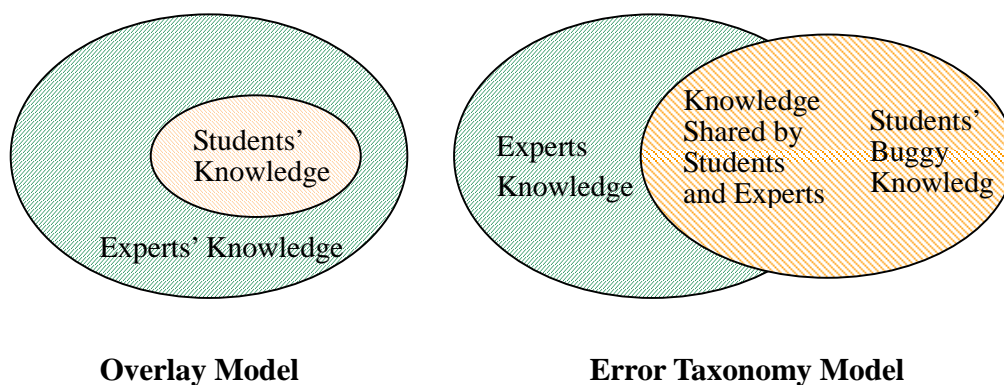 Students’
Knowledge
Experts’ Knowledge
Overlay Model
Experts
Knowledge
Knowledge
Shared by
Students
and Experts
Students’
Buggy
Knowledg
Error Taxonomy Model